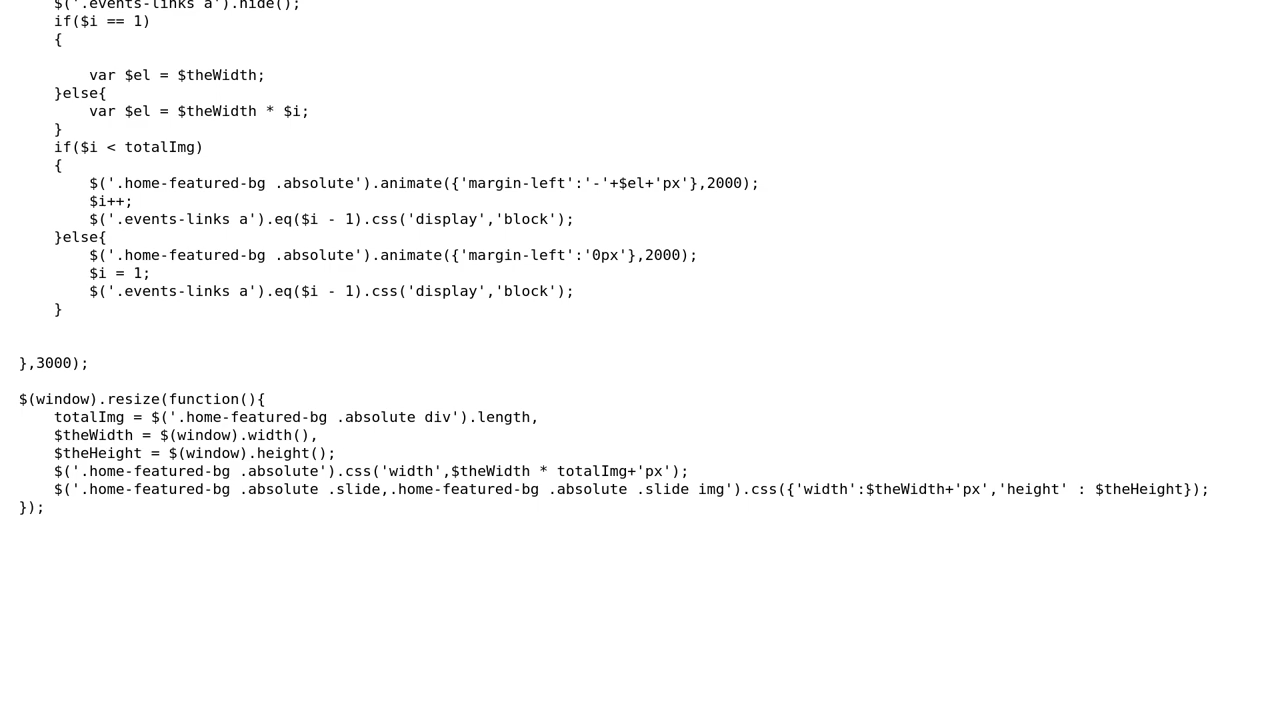 $('.events-links a').hide();
if($i == 1)
{
var $el = $theWidth;
}else{
var $el = $theWidth * $i;
}
if($i < totalImg)
{
$('.home-featured-bg .absolute').animate({'margin-left':'-'+$el+'px'},2000);
$i++;
$('.events-links a').eq($i - 1).css('display','block');
}else{
$('.home-featured-bg .absolute').animate({'margin-left':'0px'},2000);
$i = 1;
$('.events-links a').eq($i - 1).css('display','block');
}
},3000);
$(window).resize(function(){
totalImg = $('.home-featured-bg .absolute div').length,
$theWidth = $(window).width(),
$theHeight = $(window).height();
$('.home-featured-bg .absolute').css('width',$theWidth * totalImg+'px');
$('.home-featured-bg .absolute .slide,.home-featured-bg .absolute .slide img').css({'width':$theWidth+'px','height' : $theHeight});
});